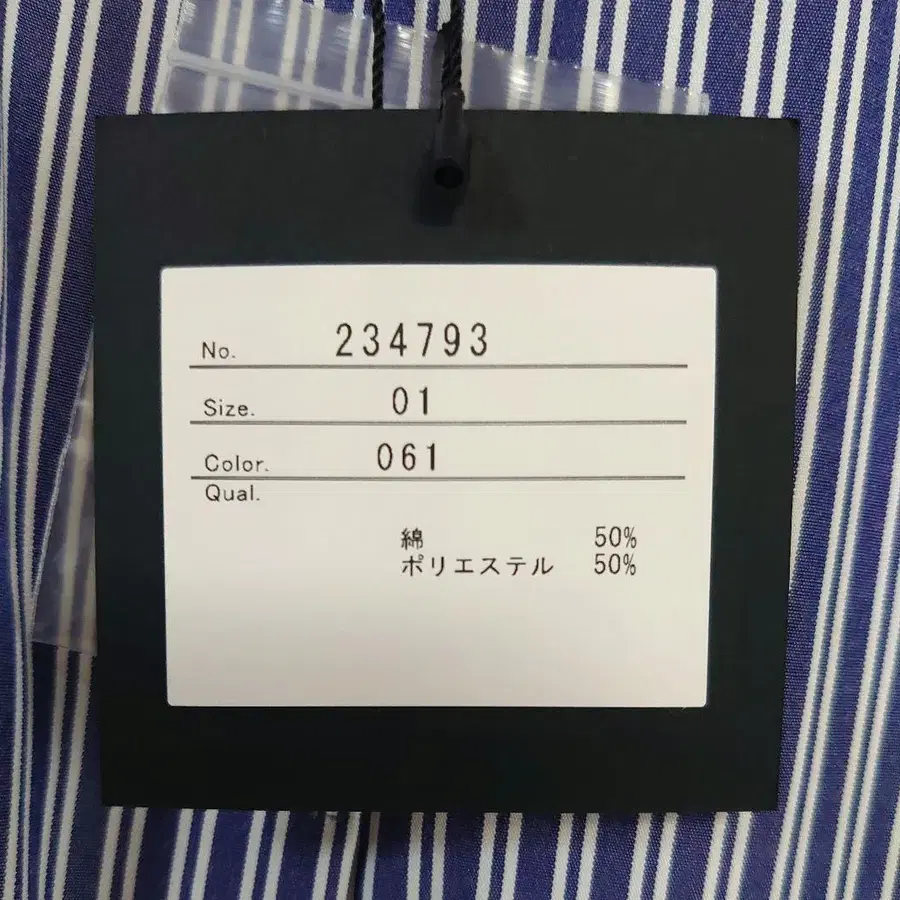 No. 234793
Size. 01
Color. 061
Qual.
綿 50%
ポリエステル 50%